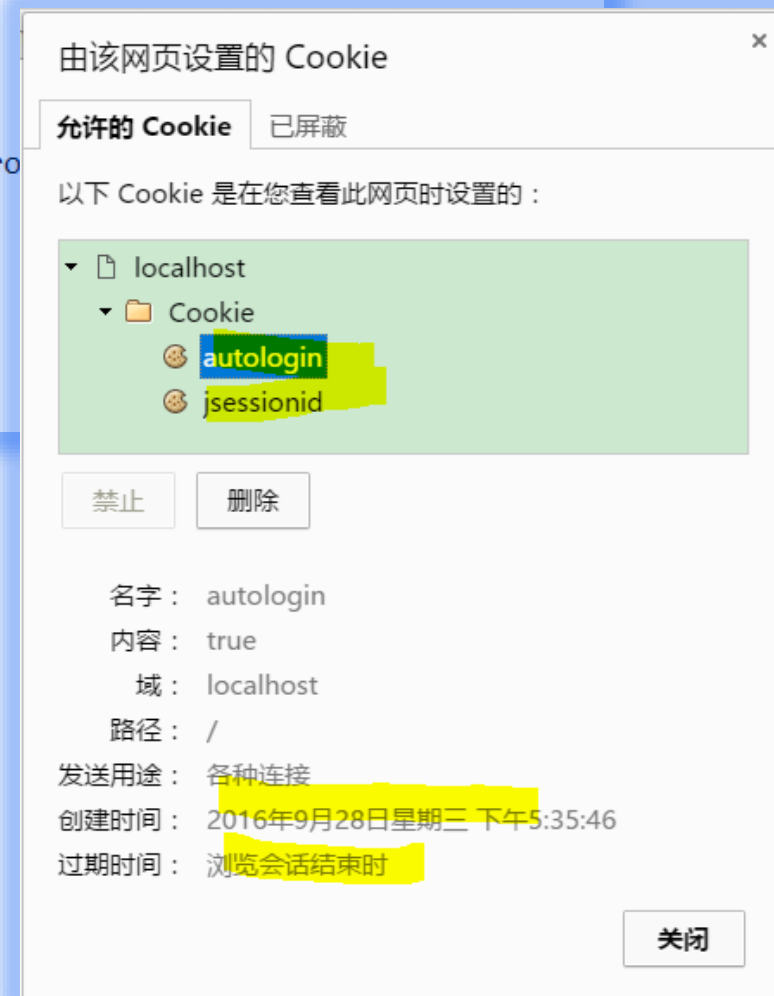 由该网页设置的 Cookie
×
允许的 Cookie 已屏蔽
以下 Cookie 是在您查看此网页时设置的：
localhost
Cookie
autologin
jsessionid
禁止 删除
名字： autologin
内容： true
域： localhost
路径： /
发送用途： 各种连接
创建时间： 2016年9月28日星期三 下午5:35:46
过期时间： 浏览会话结束时
关闭